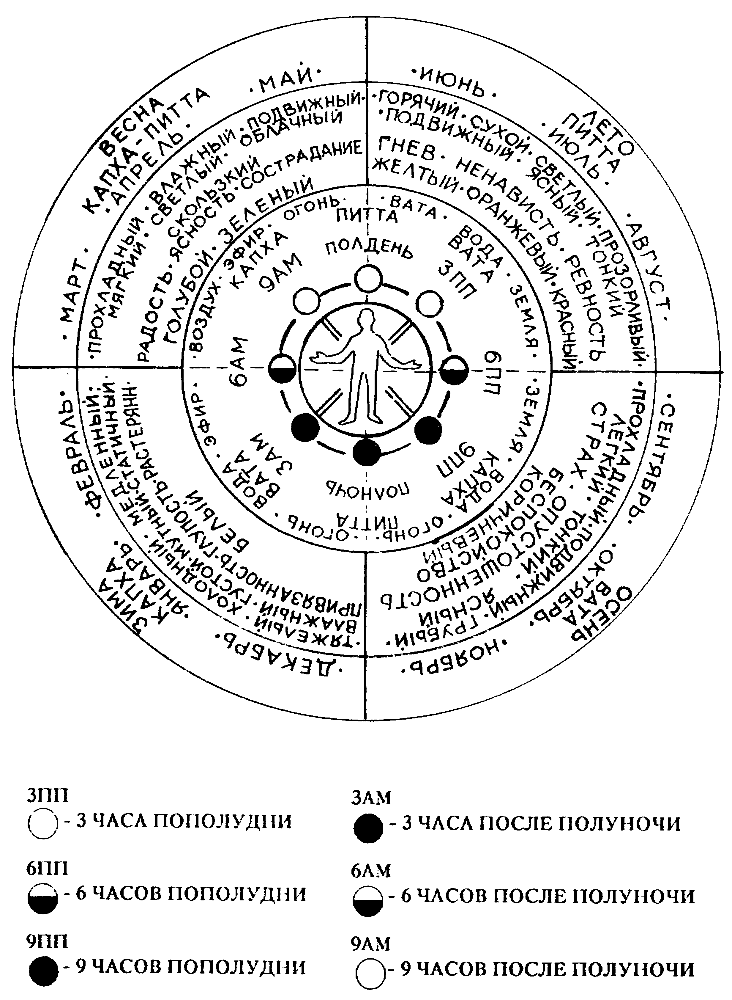 ВЕСНА
КАПХА-ПИТТА
·МАРТ·
·АПРЕЛЬ·
·МАЙ·
·ПРОХЛАДНЫЙ·ВЛАЖНЫЙ·ПОДВИЖНЫЙ·
МЯГКИЙ·СВЕТЛЫЙ·ОБЛАЧНЫЙ
СКОЛЬЗКИЙ
РАДОСТЬ·ЯСНОСТЬ·СОСТРАДАНИЕ
ГОЛУБОЙ·ЗЕЛЕНЫЙ
ЛЕТО
ПИТТА
·ИЮНЬ·
·ИЮЛЬ·
·АВГУСТ·
·ГОРЯЧИЙ·СУХОЙ·СВЕТЛЫЙ·ПРОЗОРЛИВЫЙ·
·ПОДВИЖНЫЙ·ЯСНЫЙ·ТОНКИЙ
ГНЕВ·НЕНАВИСТЬ·РЕВНОСТЬ
ЖЕЛТЫЙ·ОРАНЖЕВЫЙ·КРАСНЫЙ
·СЕНТЯБРЬ·
·ОКТЯБРЬ·
·НОЯБРЬ·
ОСЕНЬ
ВАТА
·ПРОХЛАДНЫЙ·ПОДВИЖНЫЙ·ГРУБЫЙ·
ЛЕГКИЙ·ТОНКИЙ·ЯСНЫЙ
СТРАХ·ОПУСТОШЕННОСТЬ
БЕСПОКОЙСТВО
КОРИЧНЕВЫЙ
·ДЕКАБРЬ·
·ЯНВАРЬ·
·ФЕВРАЛЬ·
КАПХА
ЗИМА
·ТЯЖЕЛЫЙ·ХОЛОДНЫЙ·МЕДЛЕННЫЙ·
ВЛАЖНЫЙ·ГУСТОЙ·МУТНЫЙ·СТАТИЧНЫЙ·
ПРИВЯЗАННОСТЬ·ГЛУПОСТЬ·РАСТЕРЯНН·
БЕЛЫЙ
·ВОЗДУХ·ЭФИР·ОГОНЬ·
·ВАТА·ВОДА·ЗЕМЛЯ·
·ЗЕМЛЯ·ВОДА·ОГОНЬ·
·ОГОНЬ·ВОДА·ЭФИР·
КАПХА
ПИТТА
ВАТА
КАПХА
ПИТТА
ВАТА
6АМ
9АМ
ПОЛДЕНЬ
3ПП
6ПП
9ПП
ПОЛНОЧЬ
3АМ
3ПП
- 3 ЧАСА ПОПОЛУДНИ
6ПП
- 6 ЧАСОВ ПОПОЛУДНИ
9ПП
- 9 ЧАСОВ ПОПОЛУДНИ
3АМ
- 3 ЧАСА ПОСЛЕ ПОЛУНОЧИ
6АМ
- 6 ЧАСОВ ПОСЛЕ ПОЛУНОЧИ
9АМ
- 9 ЧАСОВ ПОСЛЕ ПОЛУНОЧИ